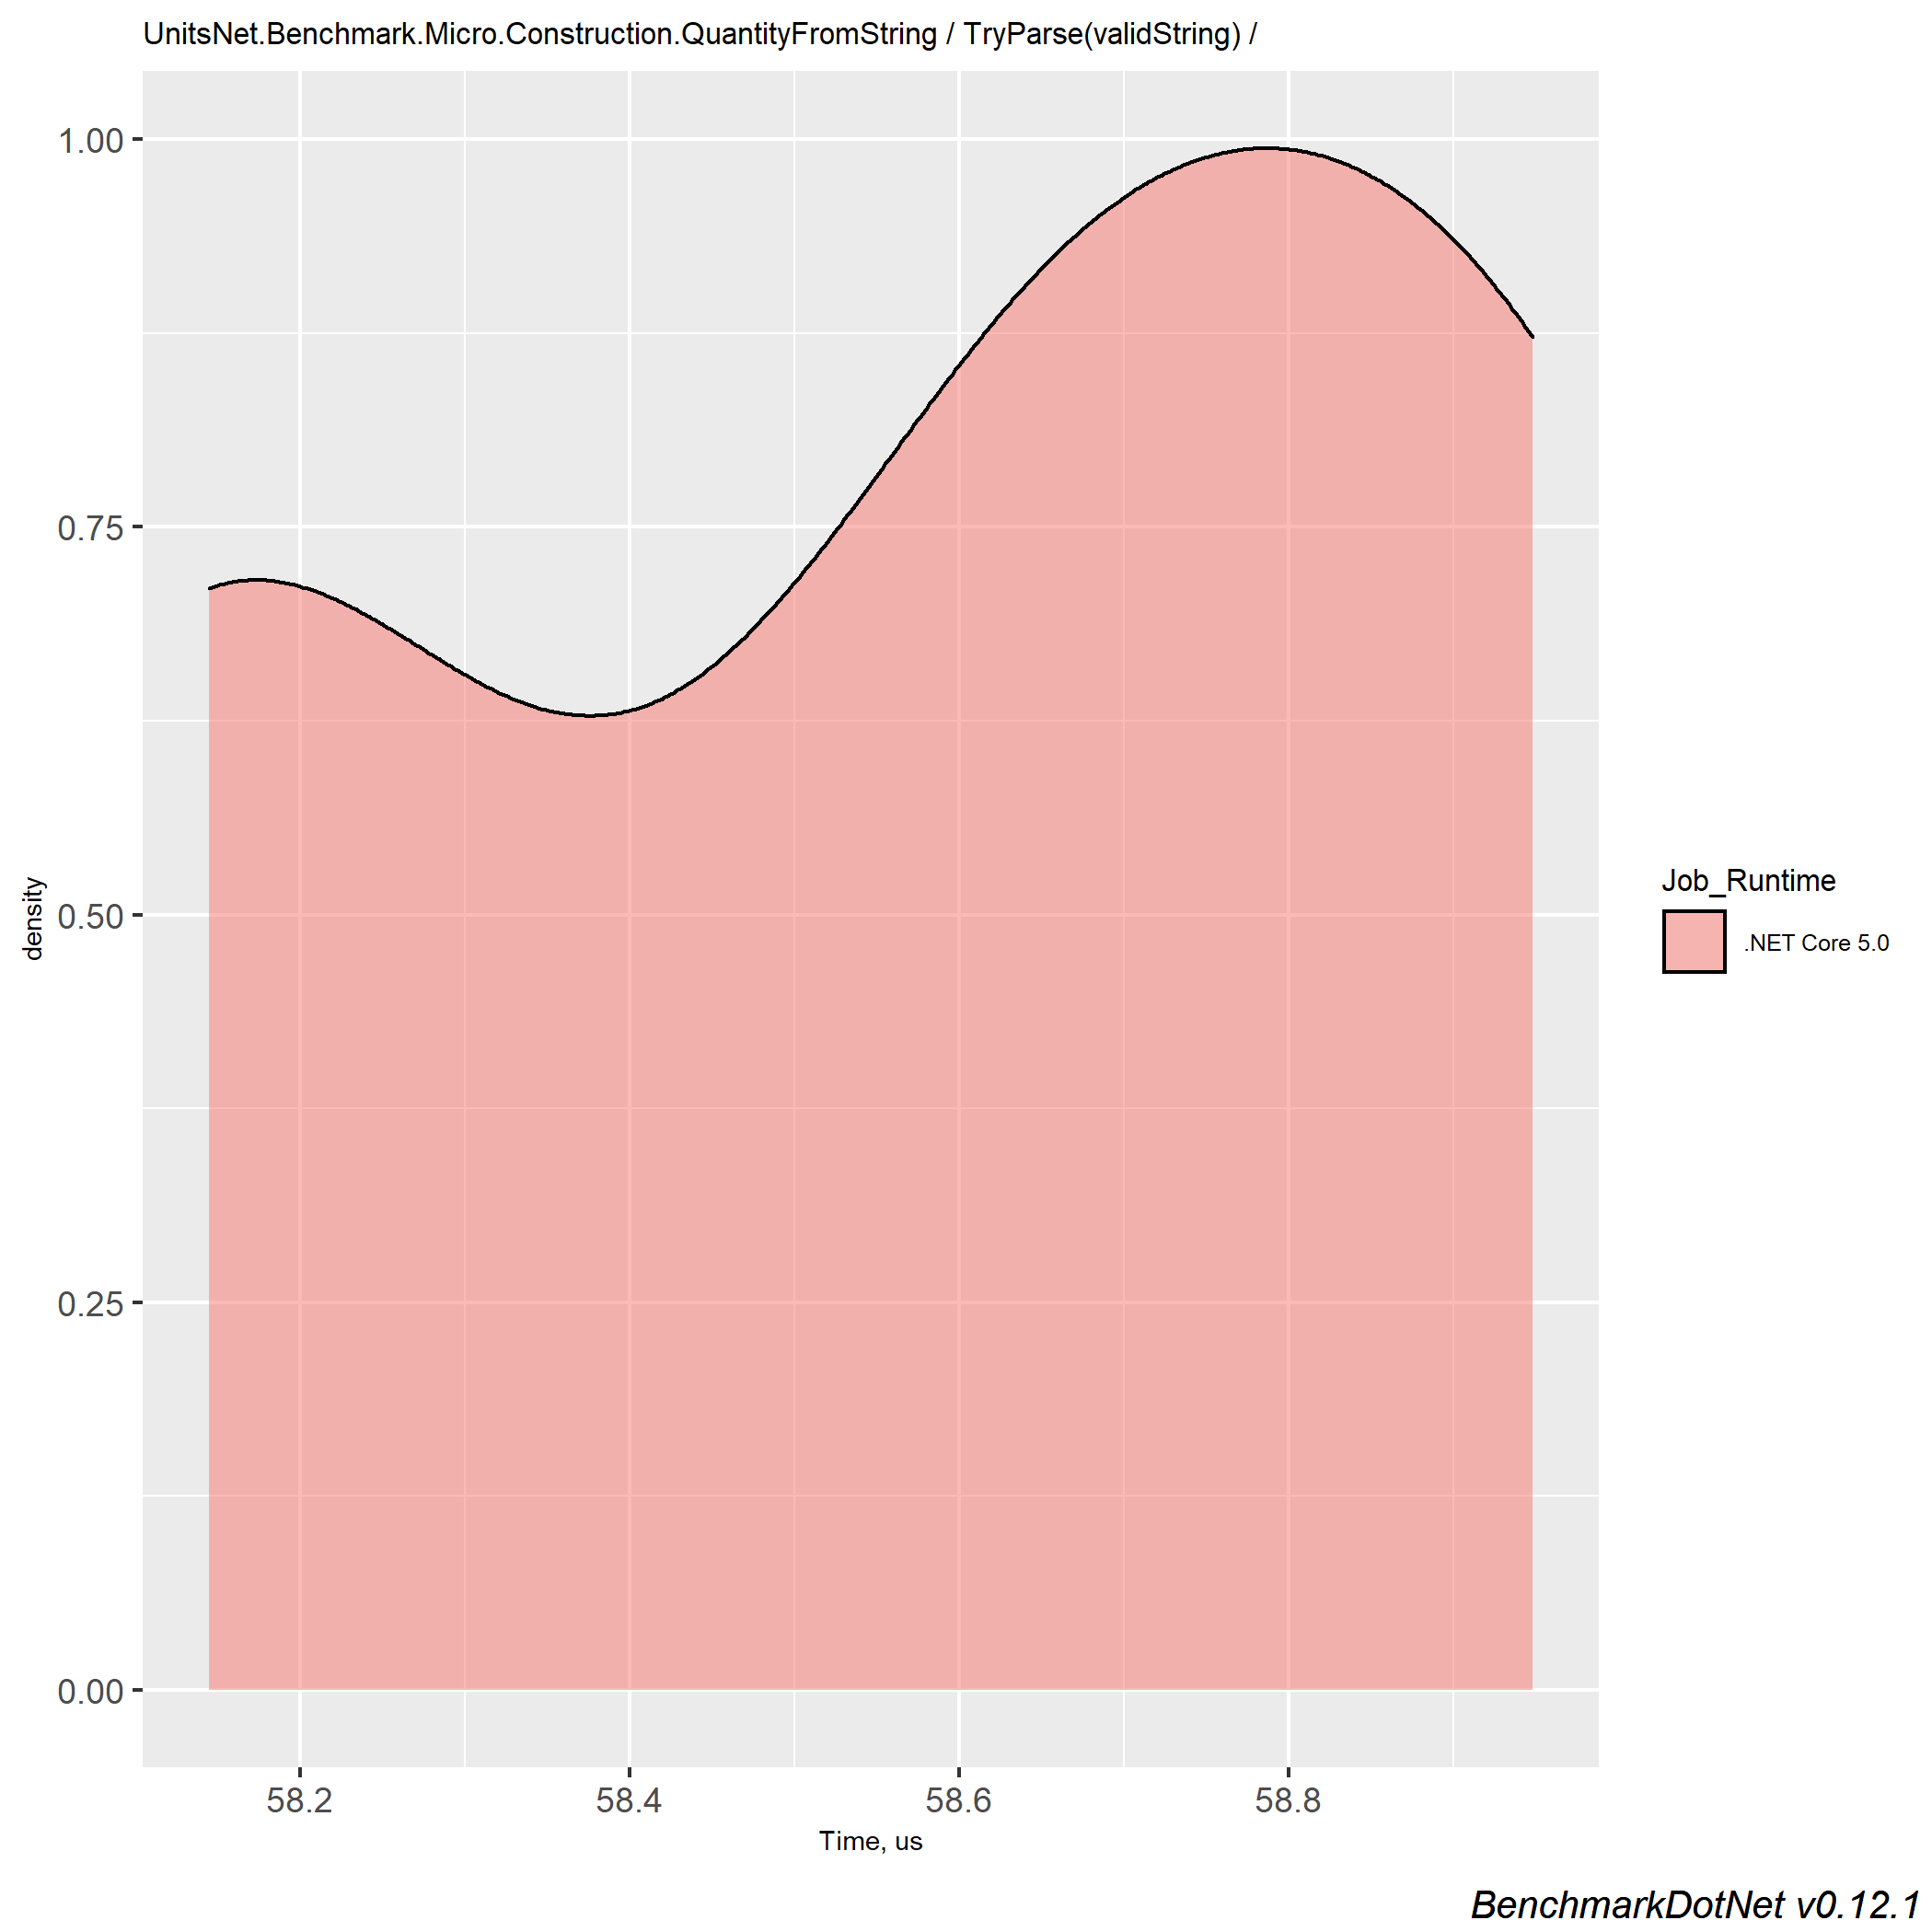 UnitsNet.Benchmark.Micro.Construction.QuantityFromString / TryParse(validString) /
1.00
0.75
0.50
0.25
0.00
density
58.2 58.4 58.6 58.8
Time, us
Job_Runtime
.NET Core 5.0
BenchmarkDotNet v0.12.1